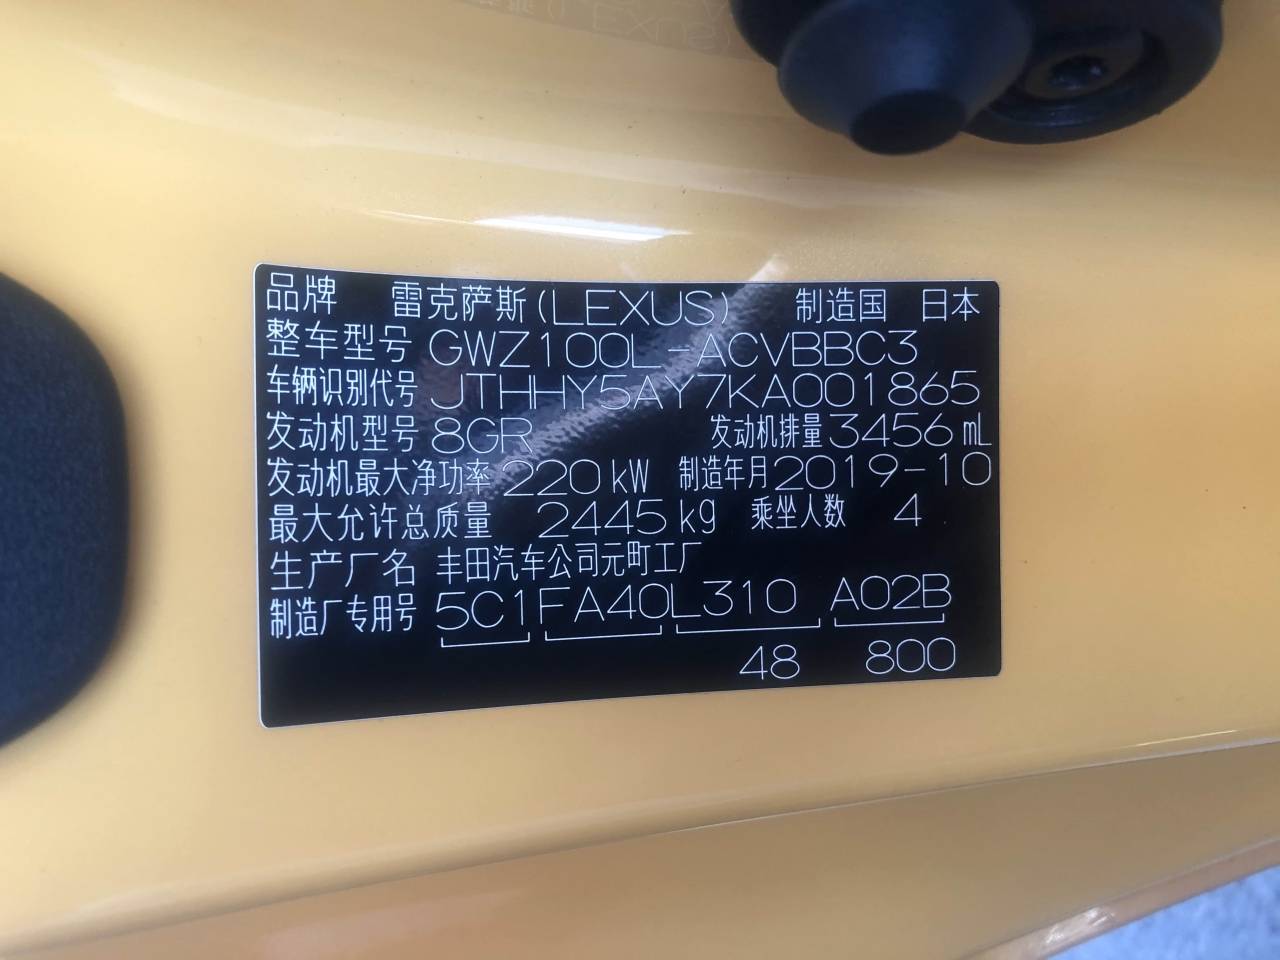 品牌 雷克萨斯(LEXUS) 制造国 日本
整车型号 GWZ100L-ACVBBC3
车辆识别代号 JTHHY5AY7KA001865
发动机型号 8GR 发动机排量 3456 mL
发动机最大净功率 220 kW 制造年月 2019-10
最大允许总质量 2445 kg 乘坐人数 4
生产厂名 丰田汽车公司元町工厂
制造厂专用号 5C1FA40L310 A02B
48 800